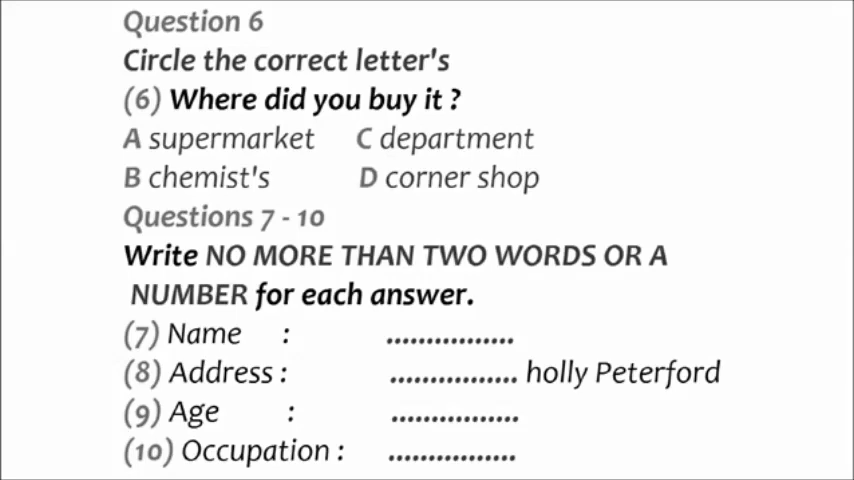 Question 6
Circle the correct letter's
(6) Where did you buy it ?
A supermarket C department
B chemist's D corner shop
Questions 7 - 10
Write NO MORE THAN TWO WORDS OR A
NUMBER for each answer.
(7) Name : ................
(8) Address : ................ holly Peterford
(9) Age : ................
(10) Occupation : ................